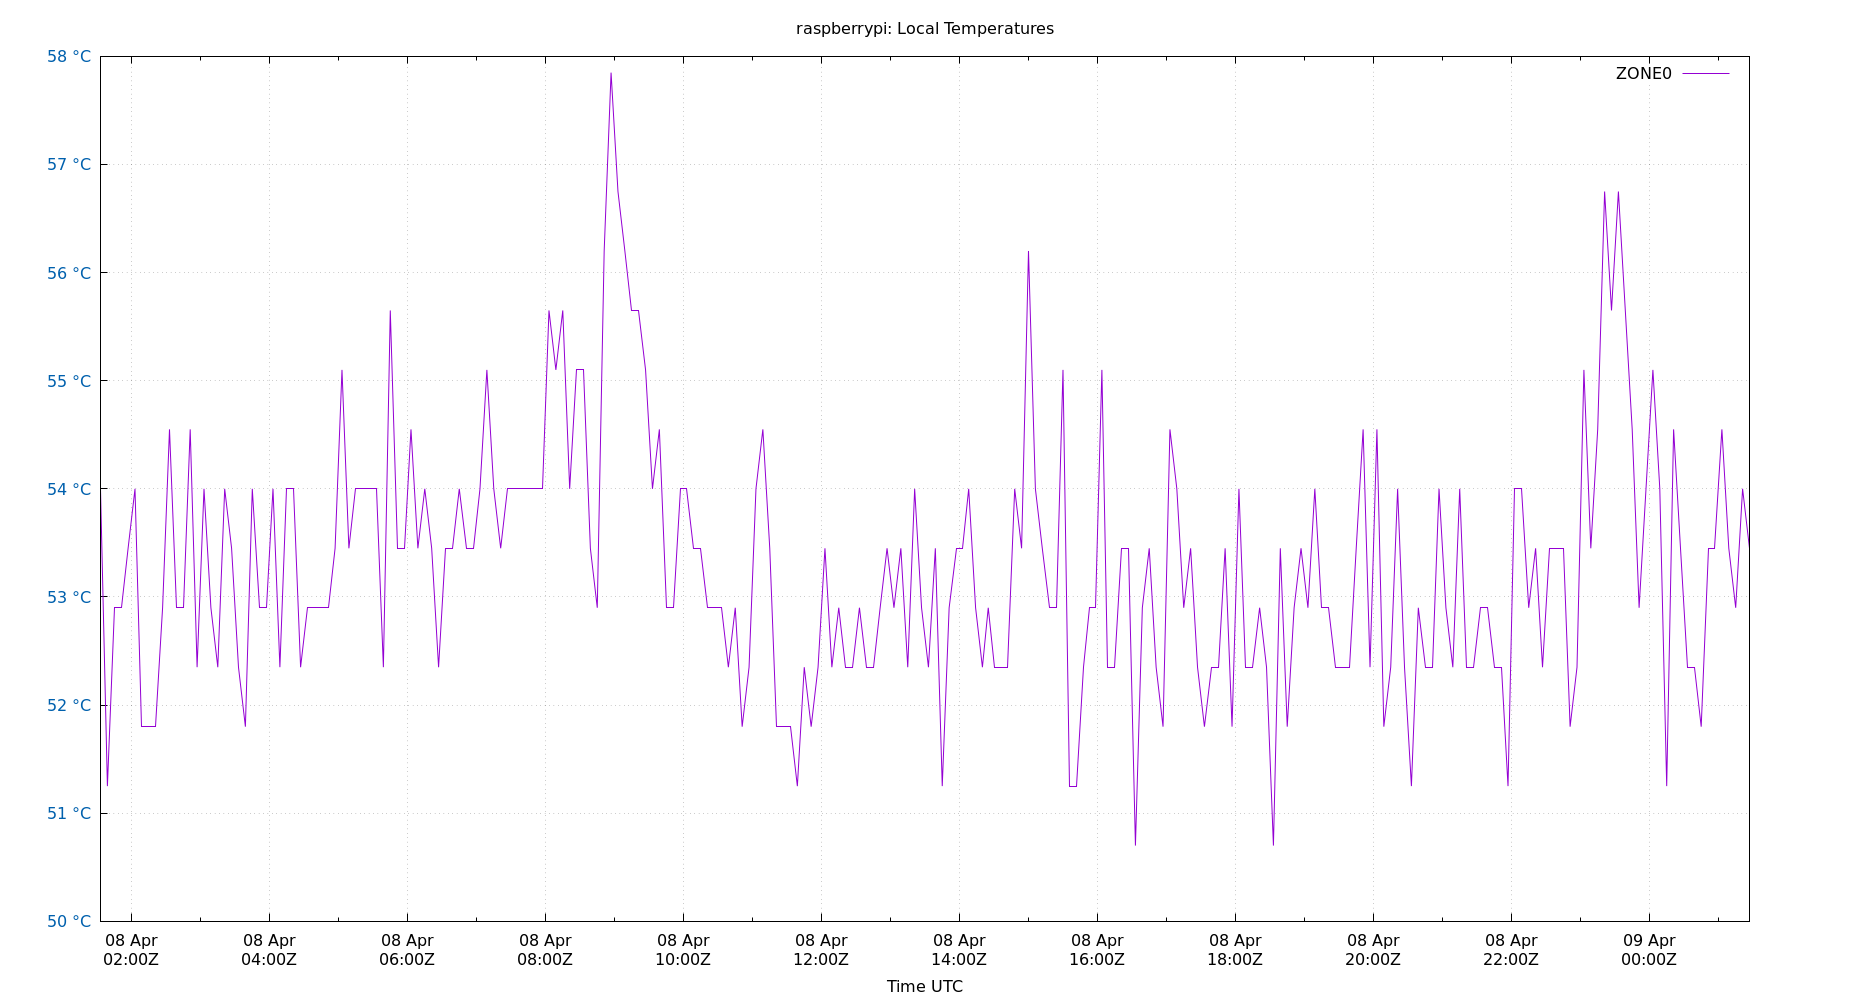 raspberrypi: Local Temperatures
58 °C
ZONE0
57 °C
56 °C
55 °C
54 °C
53 °C
52 °C
51 °C
50 °C
08 Apr 08 Apr 08 Apr 08 Apr 08 Apr 08 Apr 08 Apr 08 Apr 08 Apr 08 Apr 08 Apr 09 Apr
02:00Z 04:00Z 06:00Z 08:00Z 10:00Z 12:00Z 14:00Z 16:00Z 18:00Z 20:00Z 22:00Z 00:00Z
Time UTC